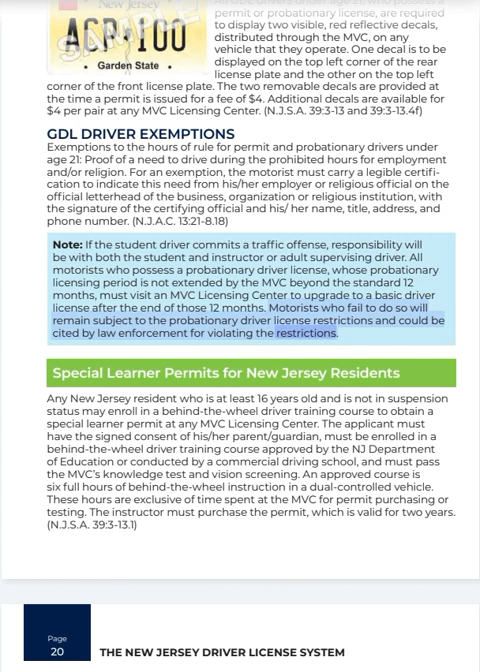 New Jersey
SAMPLE
ACP 100
Garden State
permit or probationary license, are required
to display two visible, reflective red decals,
distributed through the MVC, on any
vehicle that they operate. One decal is to be
displayed on the top left corner of the rear
license plate and the other on the top left
corner of the front license plate. The two removable decals are provided at
the time a permit is issued for a fee of $4. Additional decals are available for
$4 per pair at any MVC Licensing Center. (N.J.S.A. 39:3-13 and 39:3-13.4f)
GDL DRIVER EXEMPTIONS
Exemptions to the hours of rule for permit and probationary drivers under
age 21: Proof of a need to drive during the prohibited hours for employment
and/or religion. For an exemption, the motorist must carry a legible certifi-
cation to indicate this need from his/her employer or religious official on the
official letterhead of the business, organization or religious institution, with
the signature of the certifying official and his/ her name, title, address, and
phone number. (N.J.A.C. 13:21-8.18)
Note: If the student driver commits a traffic offense, responsibility will
be with both the student and instructor or adult supervising driver. All
motorists who possess a probationary driver license, whose probationary
licensing period is not extended by the MVC beyond the standard 12
months, must visit an MVC Licensing Center to upgrade to a basic driver
license after the end of those 12 months. Motorists who fail to do so will
remain subject to the probationary driver license restrictions and could be
cited by law enforcement for violating the restrictions.
Special Learner Permits for New Jersey Residents
Any New Jersey resident who is at least 16 years old and is not in suspension
status may enroll in a behind-the-wheel driver training course to obtain a
special learner permit at any MVC Licensing Center. The applicant must
have the signed consent of his/her parent/guardian, must be enrolled in a
behind-the-wheel driver training course approved by the NJ Department
of Education or conducted by a commercial driving school, and must pass
the MVC's knowledge test and vision screening. An approved course is
six full hours of behind-the-wheel instruction in a dual-controlled vehicle.
These hours are exclusive of time spent at the MVC for permit purchasing or
testing. The instructor must purchase the permit, which is valid for two years.
(N.J.S.A. 39:3-13.1)
Page
20
THE NEW JERSEY DRIVER LICENSE SYSTEM